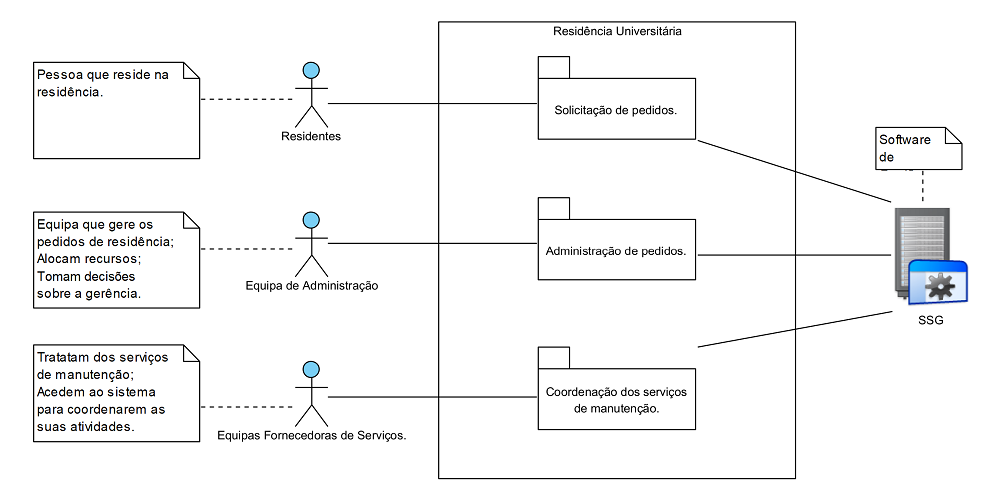 Residência Universitária
Pessoa que reside na
residência.
Residentes
Solicitação de pedidos.
Software
de
Equipa que gere os
pedidos de residência;
Alocam recursos;
Tomam decisões
sobre a gerência.
Equipa de Administração
Administração de pedidos.
SSG
Tratatam dos serviços
de manutenção;
Acedem ao sistema
para coordenarem as
suas atividades.
Equipas Fornecedoras de Serviços.
Coordenação dos serviços
de manutenção.